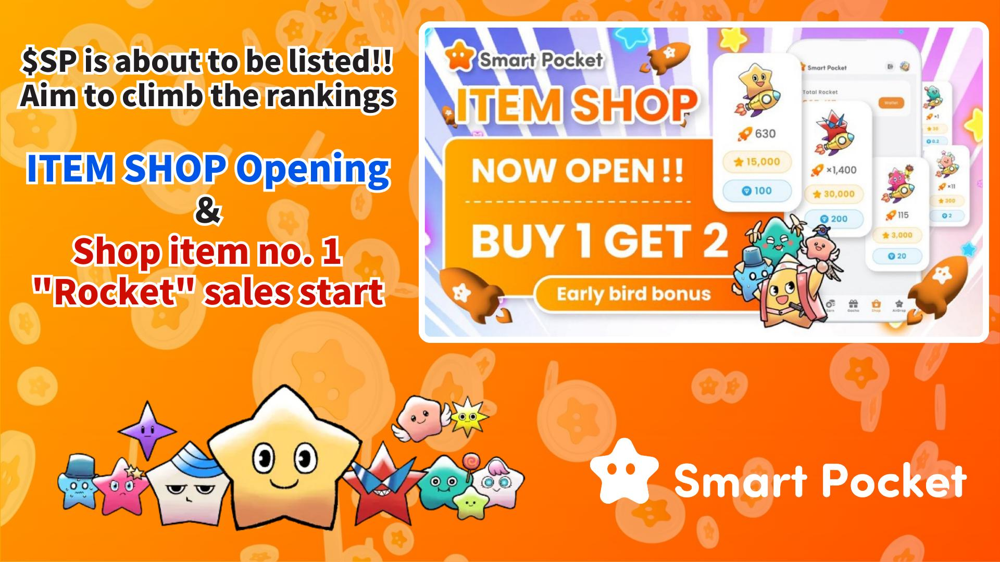 $SP is about to be listed!!
Aim to climb the rankings
ITEM SHOP Opening
&
Shop item no. 1
"Rocket" sales start
Smart Pocket
ITEM SHOP
NOW OPEN !!
BUY 1 GET 2
Early bird bonus
630
15,000
100
Smart Pocket
Total Rocket
Wallet
×1,400
30,000
200
115
3,000
20
×1
30
0.2
×11
300
2
Earn
Gacha
Shop
AirDrop
Smart Pocket